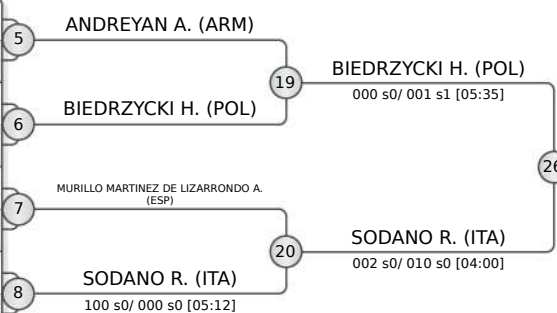 ANDREYAN A. (ARM)
5
19
BIEDRZYCKI H. (POL)
000 s0/ 001 s1 [05:35]
BIEDRZYCKI H. (POL)
6
26
MURILLO MARTINEZ DE LIZARRONDO A.
(ESP)
7
20
SODANO R. (ITA)
002 s0/ 010 s0 [04:00]
SODANO R. (ITA)
8
100 s0/ 000 s0 [05:12]